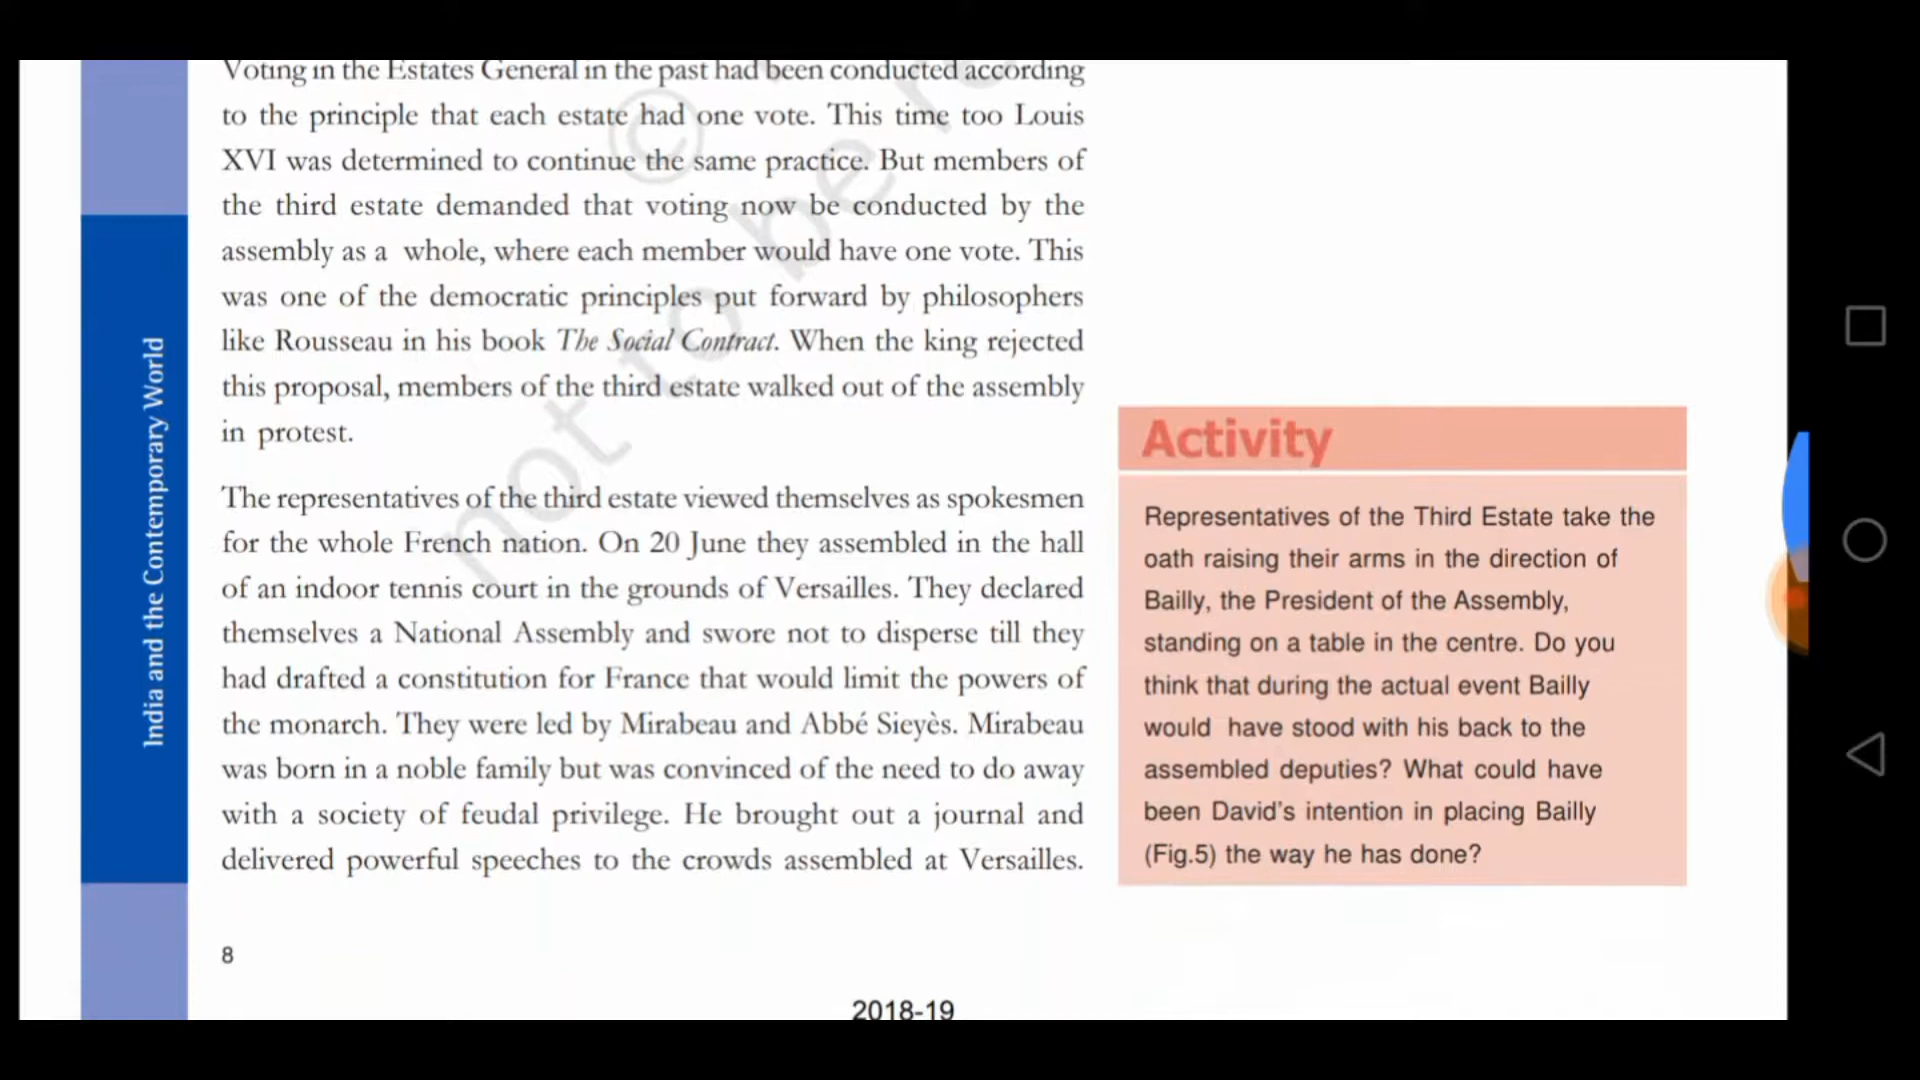 Voting in the Estates General in the past had been conducted according
to the principle that each estate had one vote. This time too Louis
XVI was determined to continue the same practice. But members of
the third estate demanded that voting now be conducted by the
assembly as a whole, where each member would have one vote. This
was one of the democratic principles put forward by philosophers
like Rousseau in his book The Social Contract. When the king rejected
this proposal, members of the third estate walked out of the assembly
in protest.
The representatives of the third estate viewed themselves as spokesmen
for the whole French nation. On 20 June they assembled in the hall
of an indoor tennis court in the grounds of Versailles. They declared
themselves a National Assembly and swore not to disperse till they
had drafted a constitution for France that would limit the powers of
the monarch. They were led by Mirabeau and Abbé Sieyès. Mirabeau
was born in a noble family but was convinced of the need to do away
with a society of feudal privilege. He brought out a journal and
delivered powerful speeches to the crowds assembled at Versailles.
Activity
Representatives of the Third Estate take the
oath raising their arms in the direction of
Bailly, the President of the Assembly,
standing on a table in the centre. Do you
think that during the actual event Bailly
would have stood with his back to the
assembled deputies? What could have
been David's intention in placing Bailly
(Fig.5) the way he has done?
India and the Contemporary World
8
2018-19
©
not to be